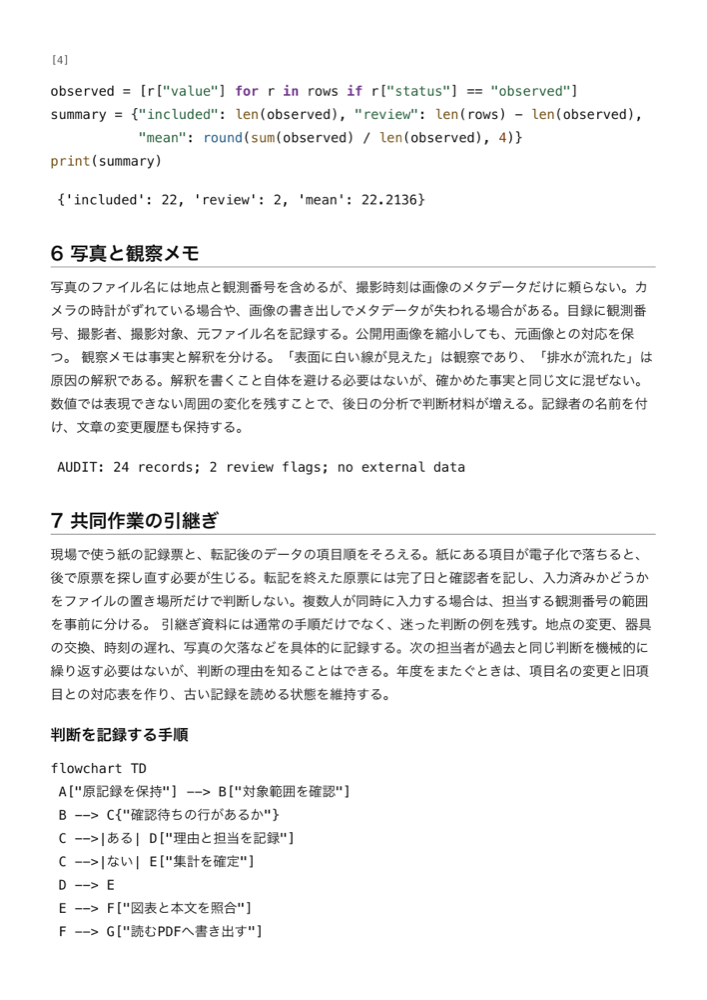 [4]
observed = [r["value"] for r in rows if r["status"] == "observed"]
summary = {"included": len(observed), "review": len(rows) − len(observed),
           "mean": round(sum(observed) / len(observed), 4)}
print(summary)
{'included': 22, 'review': 2, 'mean': 22.2136}
6 写真と観察メモ
写真のファイル名には地点と観測番号を含めるが、撮影時刻は画像のメタデータだけに頼らない。カ
メラの時計がずれている場合や、画像の書き出しでメタデータが失われる場合がある。目録に観測番
号、撮影者、撮影対象、元ファイル名を記録する。公開用画像を縮小しても、元画像との対応を保
つ。 観察メモは事実と解釈を分ける。「表面に白い線が見えた」は観察であり、「排水が流れた」は
原因の解釈である。解釈を書くこと自体を避ける必要はないが、確かめた事実と同じ文に混ぜない。
数値では表現できない周囲の変化を残すことで、後日の分析で判断材料が増える。記録者の名前を付
け、文章の変更履歴も保持する。
AUDIT: 24 records; 2 review flags; no external data
7 共同作業の引継ぎ
現場で使う紙の記録票と、転記後のデータの項目順をそろえる。紙にある項目が電子化で落ちると、
後で原票を探し直す必要が生じる。転記を終えた原票には完了日と確認者を記し、入力済みかどうか
をファイルの置き場所だけで判断しない。複数人が同時に入力する場合は、担当する観測番号の範囲
を事前に分ける。 引継ぎ資料には通常の手順だけでなく、迷った判断の例を残す。地点の変更、器具
の交換、時刻の遅れ、写真の欠落などを具体的に記録する。次の担当者が過去と同じ判断を機械的に
繰り返す必要はないが、判断の理由を知ることはできる。年度をまたぐときは、項目名の変更と旧項
目との対応表を作り、古い記録を読める状態を維持する。
判断を記録する手順
flowchart TD
 A["原記録を保持"] --> B["対象範囲を確認"]
 B --> C{"確認待ちの行があるか"}
 C -->|ある| D["理由と担当を記録"]
 C -->|ない| E["集計を確定"]
 D --> E
 E --> F["図表と本文を照合"]
 F --> G["読むPDFへ書き出す"]